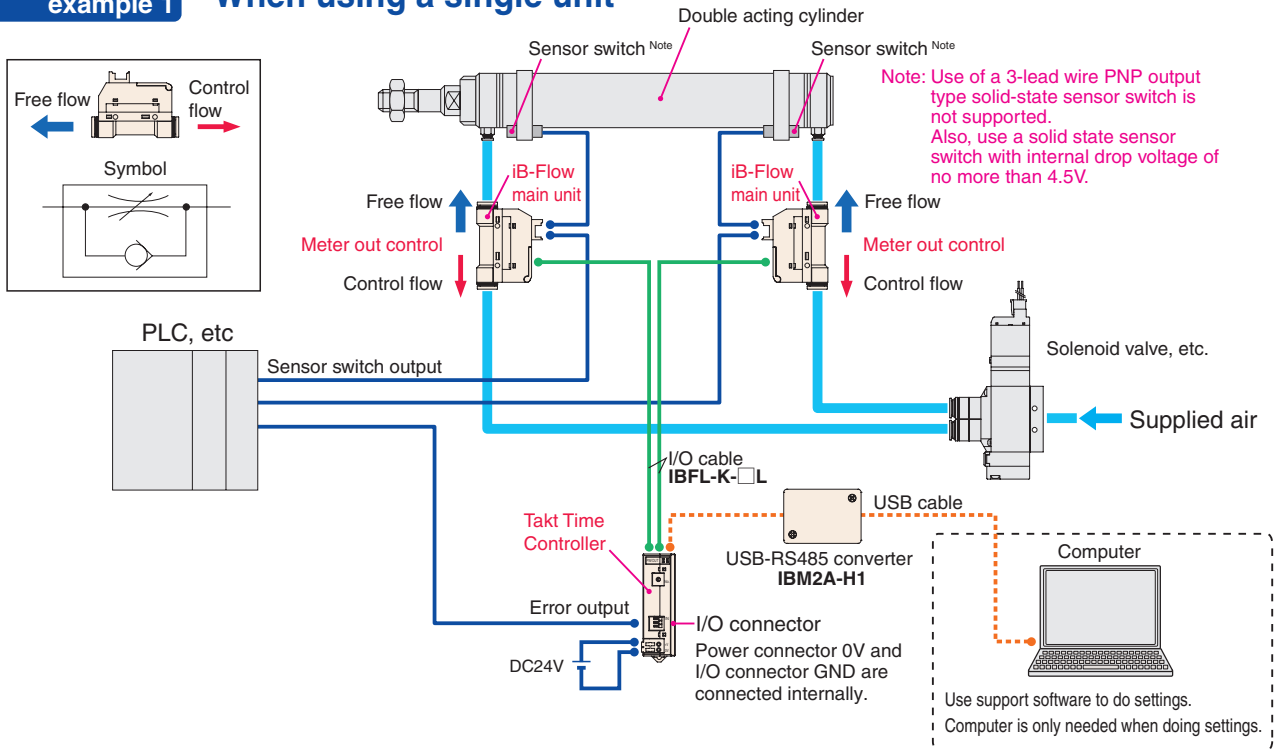 example 1
When using a single unit
Double acting cylinder
Sensor switch Note
Sensor switch Note
Note: Use of a 3-lead wire PNP output
type solid-state sensor switch is
not supported.
Also, use a solid state sensor
switch with internal drop voltage of
no more than 4.5V.
Free flow
Control
flow
Symbol
iB-Flow
main unit
Free flow
Meter out control
Control flow
iB-Flow
main unit
Free flow
Meter out control
Control flow
PLC, etc
Sensor switch output
Solenoid valve, etc.
Supplied air
I/O cable
IBFL-K-□L
USB cable
Takt Time
Controller
USB-RS485 converter
IBM2A-H1
Computer
Error output
I/O connector
Power connector 0V and
I/O connector GND are
connected internally.
DC24V
Use support software to do settings.
Computer is only needed when doing settings.